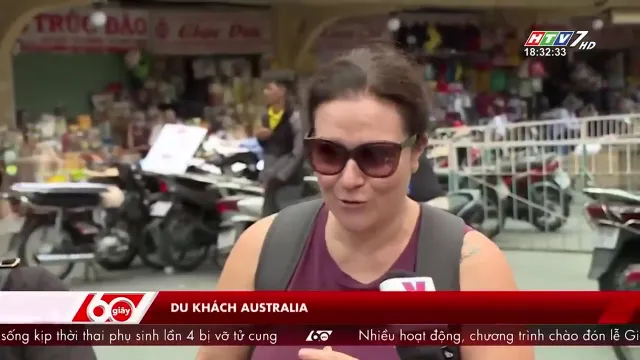 TRÚC ĐÀO
HTV7 HD
18:32:33
60 giây
DU KHÁCH AUSTRALIA
sống kịp thời thai phụ sinh lần 4 bị vỡ tử cung 60 Nhiều hoạt động, chương trình chào đón lễ Gi